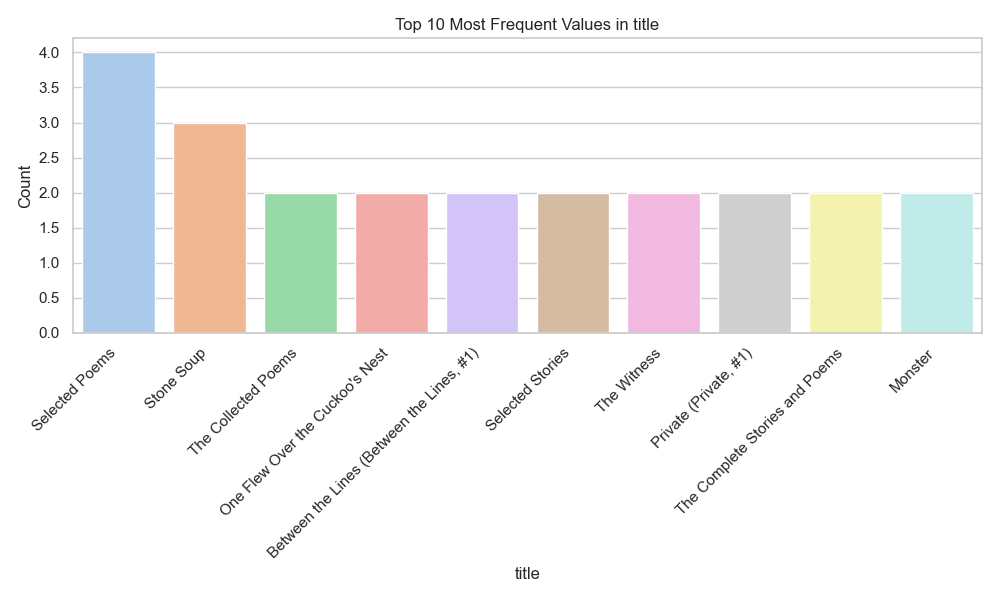 Top 10 Most Frequent Values in title
Count
4.0
3.5
3.0
2.5
2.0
1.5
1.0
0.5
0.0
Selected Poems
Stone Soup
The Collected Poems
One Flew Over the Cuckoo's Nest
Between the Lines (Between the Lines, #1)
Selected Stories
The Witness
Private (Private, #1)
The Complete Stories and Poems
Monster
title